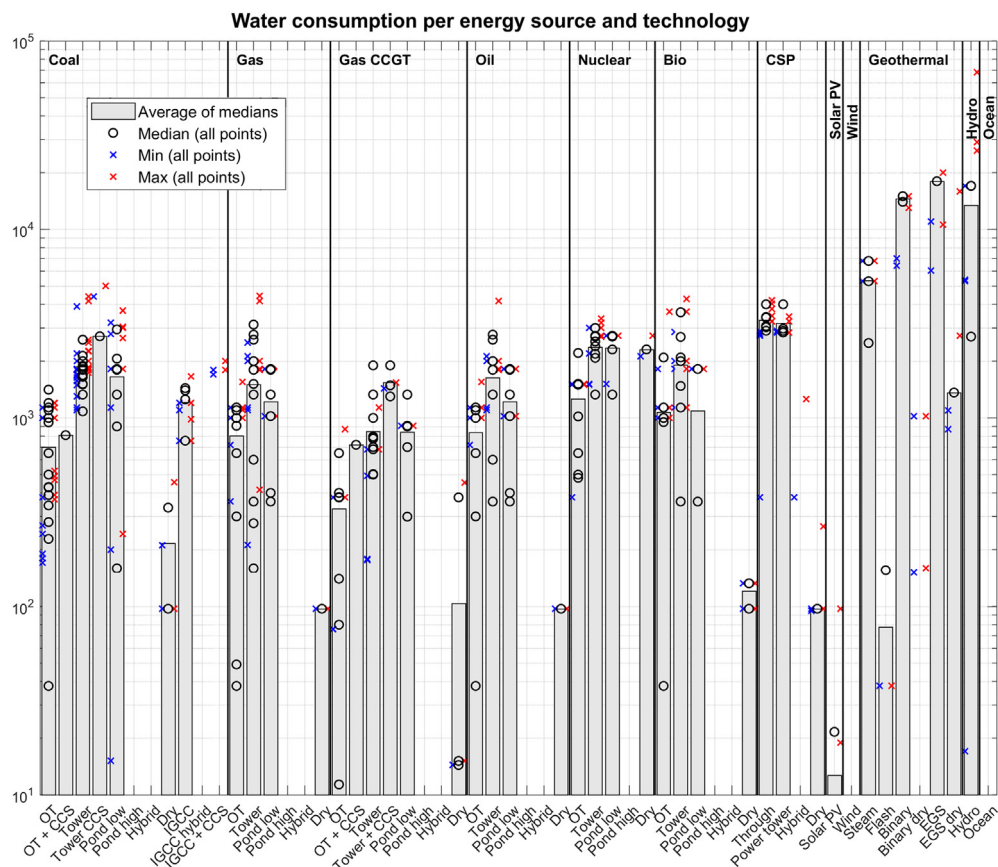 Water consumption per energy source and technology
10^5
10^4
10^3
10^2
10^1
Coal
Gas
Gas CCGT
Oil
Nuclear
Bio
CSP
Solar PV
Wind
Geothermal
Hydro
Ocean
Average of medians
Median (all points)
Min (all points)
Max (all points)
OT
OT + CCS
Tower
Tower CCS
Pond low
Pond high
Hybrid
Dry
IGCC
IGCC hybrid
IGCC + CCS
OT
Tower
Pond low
Pond high
Hybrid
Dry
OT
OT + CCS
Tower
Tower + CCS
Pond low
Pond high
Hybrid
Dry
OT
Tower
Pond low
Pond high
Hybrid
Dry
OT
Tower
Pond low
Pond high
Dry
OT
Tower
Pond low
Pond high
Hybrid
Dry
Through
Power tower
Hybrid
Dry
Solar PV
Wind
Steam
Flash
Binary
Binary dry
EGS
EGS dry
Hydro
Ocean